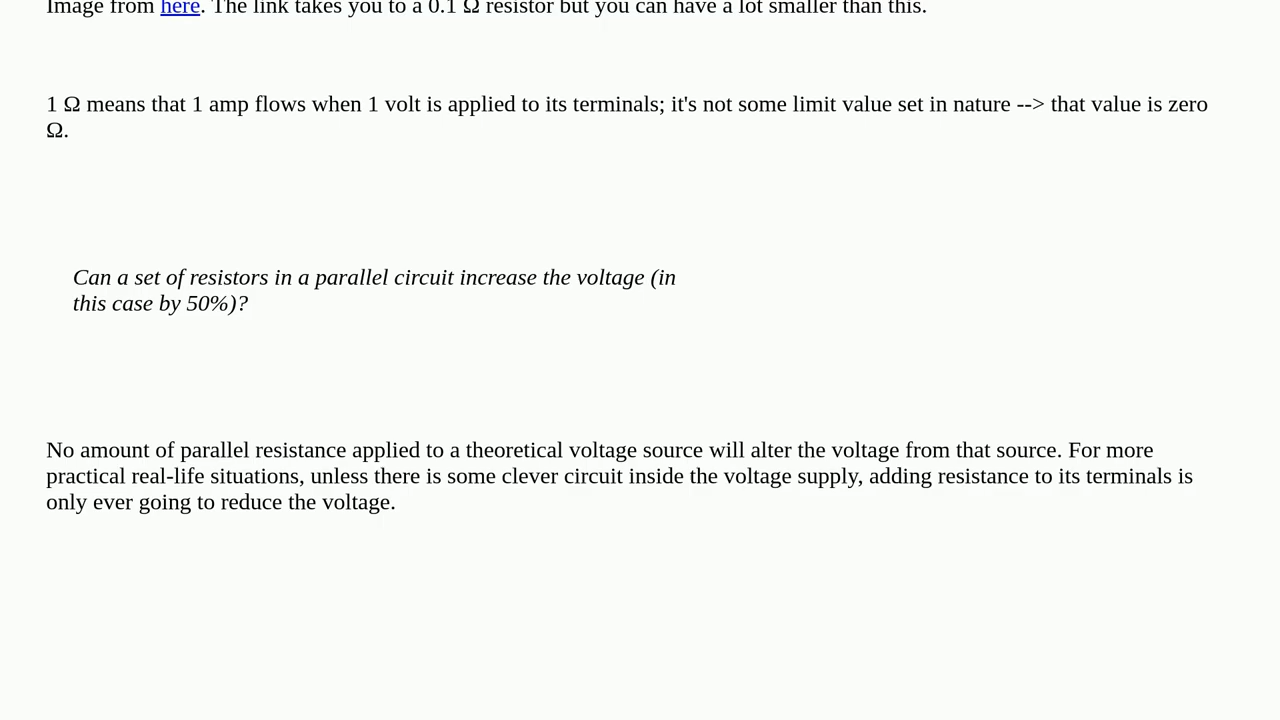 Image from here. The link takes you to a 0.1 Ω resistor but you can have a lot smaller than this.
1 Ω means that 1 amp flows when 1 volt is applied to its terminals; it's not some limit value set in nature --> that value is zero
Ω.
Can a set of resistors in a parallel circuit increase the voltage (in
this case by 50%)?
No amount of parallel resistance applied to a theoretical voltage source will alter the voltage from that source. For more
practical real-life situations, unless there is some clever circuit inside the voltage supply, adding resistance to its terminals is
only ever going to reduce the voltage.